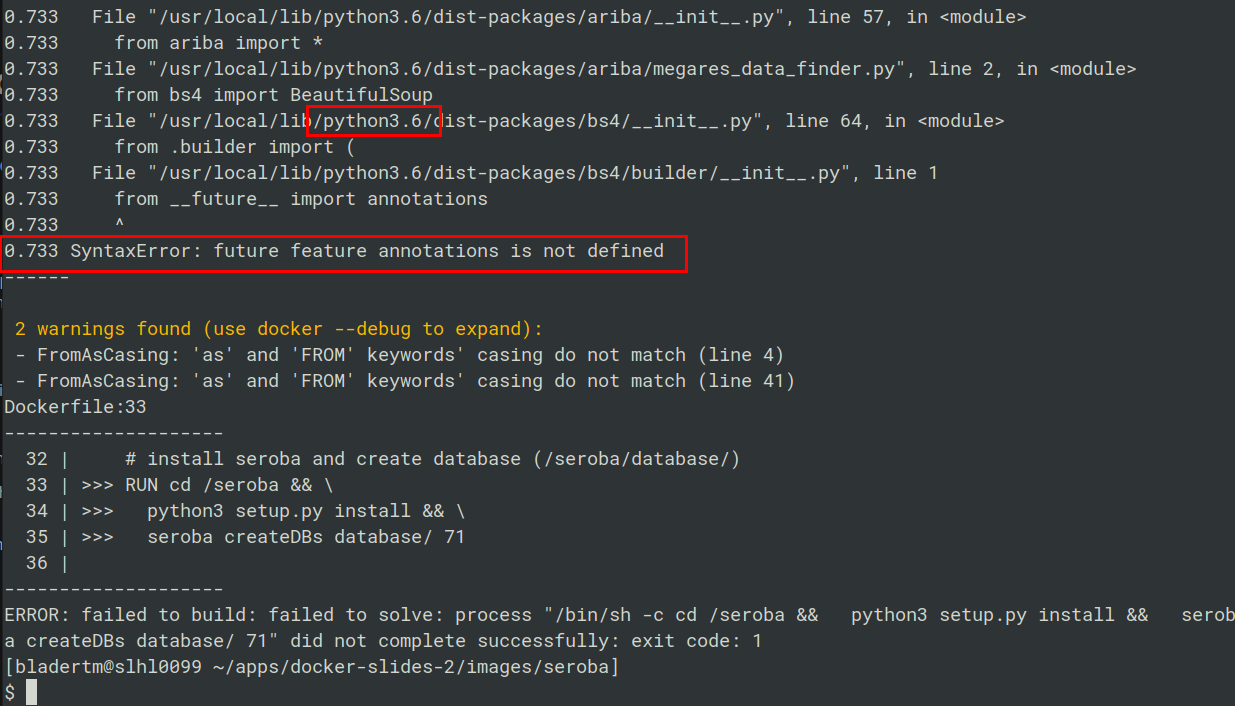 0.733   File "/usr/local/lib/python3.6/dist-packages/ariba/__init__.py", line 57, in <module>
0.733     from ariba import *
0.733   File "/usr/local/lib/python3.6/dist-packages/ariba/megares_data_finder.py", line 2, in <module>
0.733     from bs4 import BeautifulSoup
0.733   File "/usr/local/lib/python3.6/dist-packages/bs4/__init__.py", line 64, in <module>
0.733     from .builder import (
0.733   File "/usr/local/lib/python3.6/dist-packages/bs4/builder/__init__.py", line 1
0.733     from __future__ import annotations
0.733     ^
0.733 SyntaxError: future feature annotations is not defined
------
 2 warnings found (use docker --debug to expand):
 - FromAsCasing: 'as' and 'FROM' keywords' casing do not match (line 4)
 - FromAsCasing: 'as' and 'FROM' keywords' casing do not match (line 41)
Dockerfile:33
--------------------
  32 |     # install seroba and create database (/seroba/database/)
  33 | >>> RUN cd /seroba && \
  34 | >>>   python3 setup.py install && \
  35 | >>>   seroba createDBs database/ 71
  36 |
--------------------
ERROR: failed to build: failed to solve: process "/bin/sh -c cd /seroba &&   python3 setup.py install &&   serob
a createDBs database/ 71" did not complete successfully: exit code: 1
[bladertm@slhl0099 ~/apps/docker-slides-2/images/seroba]
$